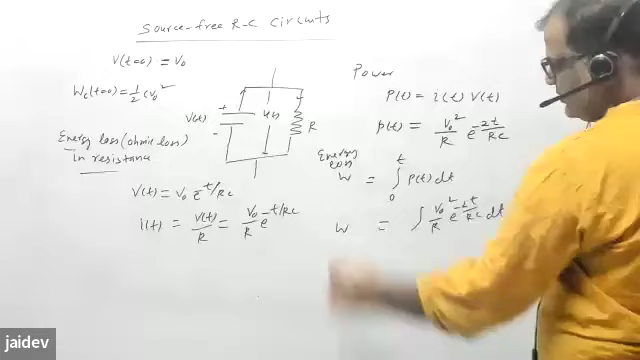 Source-free R-C Circuits
V(t=0) = V₀
W_c(t=0) = 1/2 CV₀²
Energy loss (ohmic loss)
in resistance
V(t) = V₀ e^-t/RC
i(t) = V(t)/R = V₀/R e^-t/RC
V(t)
+
-
R
Power
P(t) = i(t) V(t)
P(t) = V₀²/R e^-2t/RC
Energy
loss
W = ∫₀ᵗ P(t) dt
W = ∫ V₀²/R e^-2t/RC dt
jaidev